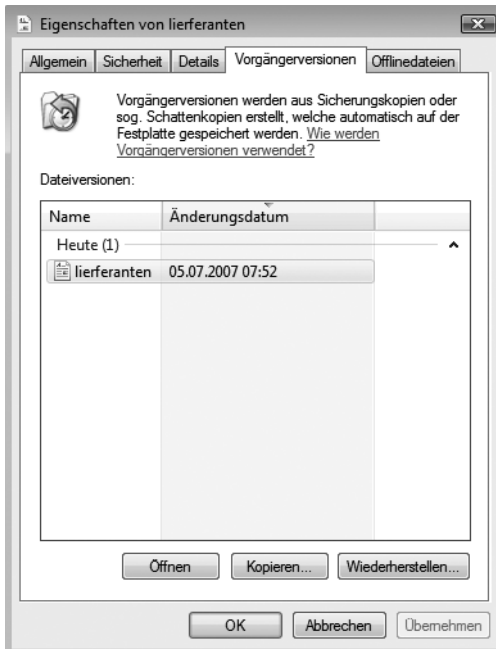 Eigenschaften von lierferanten
Allgemein Sicherheit Details Vorgängerversionen Offlinedateien
Vorgängerversionen werden aus Sicherungskopien oder
sog. Schattenkopien erstellt, welche automatisch auf der
Festplatte gespeichert werden. Wie werden
Vorgängerversionen verwendet?
Dateiversionen:
Name Änderungsdatum
Heute (1)
lierferanten 05.07.2007 07:52
Öffnen Kopieren... Wiederherstellen...
OK Abbrechen Übernehmen